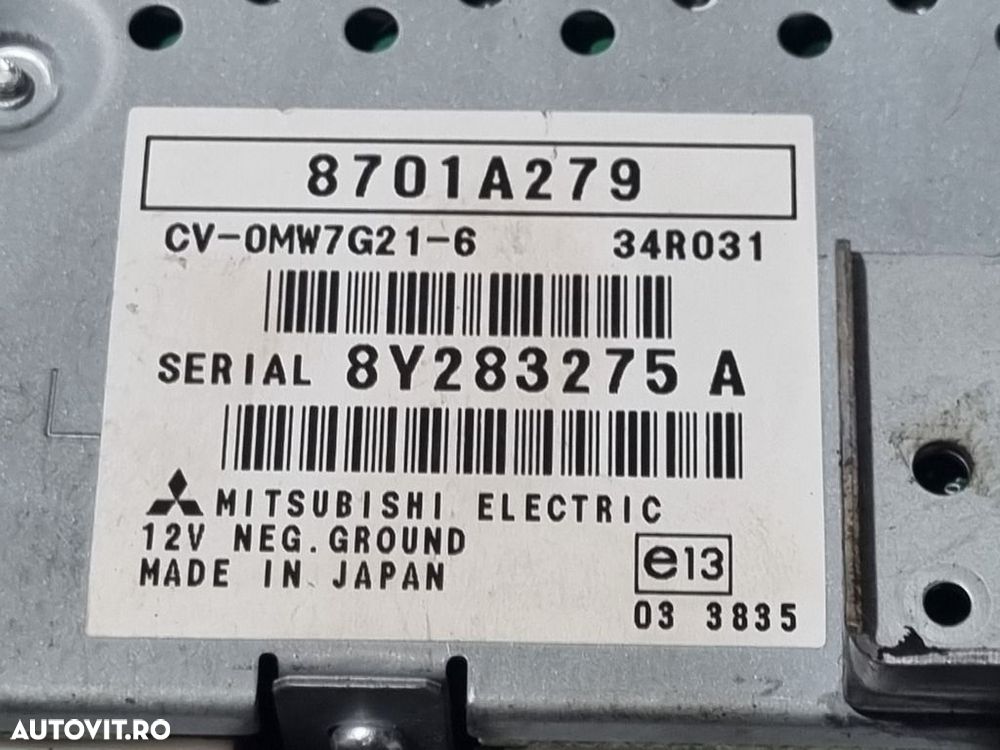 8701A279
CV-0MW7G21-6 34R031
SERIAL 8Y283275 A
MITSUBISHI ELECTRIC
12V NEG.GROUND
MADE IN JAPAN
e13
03 3835
AUTOVIT.RO